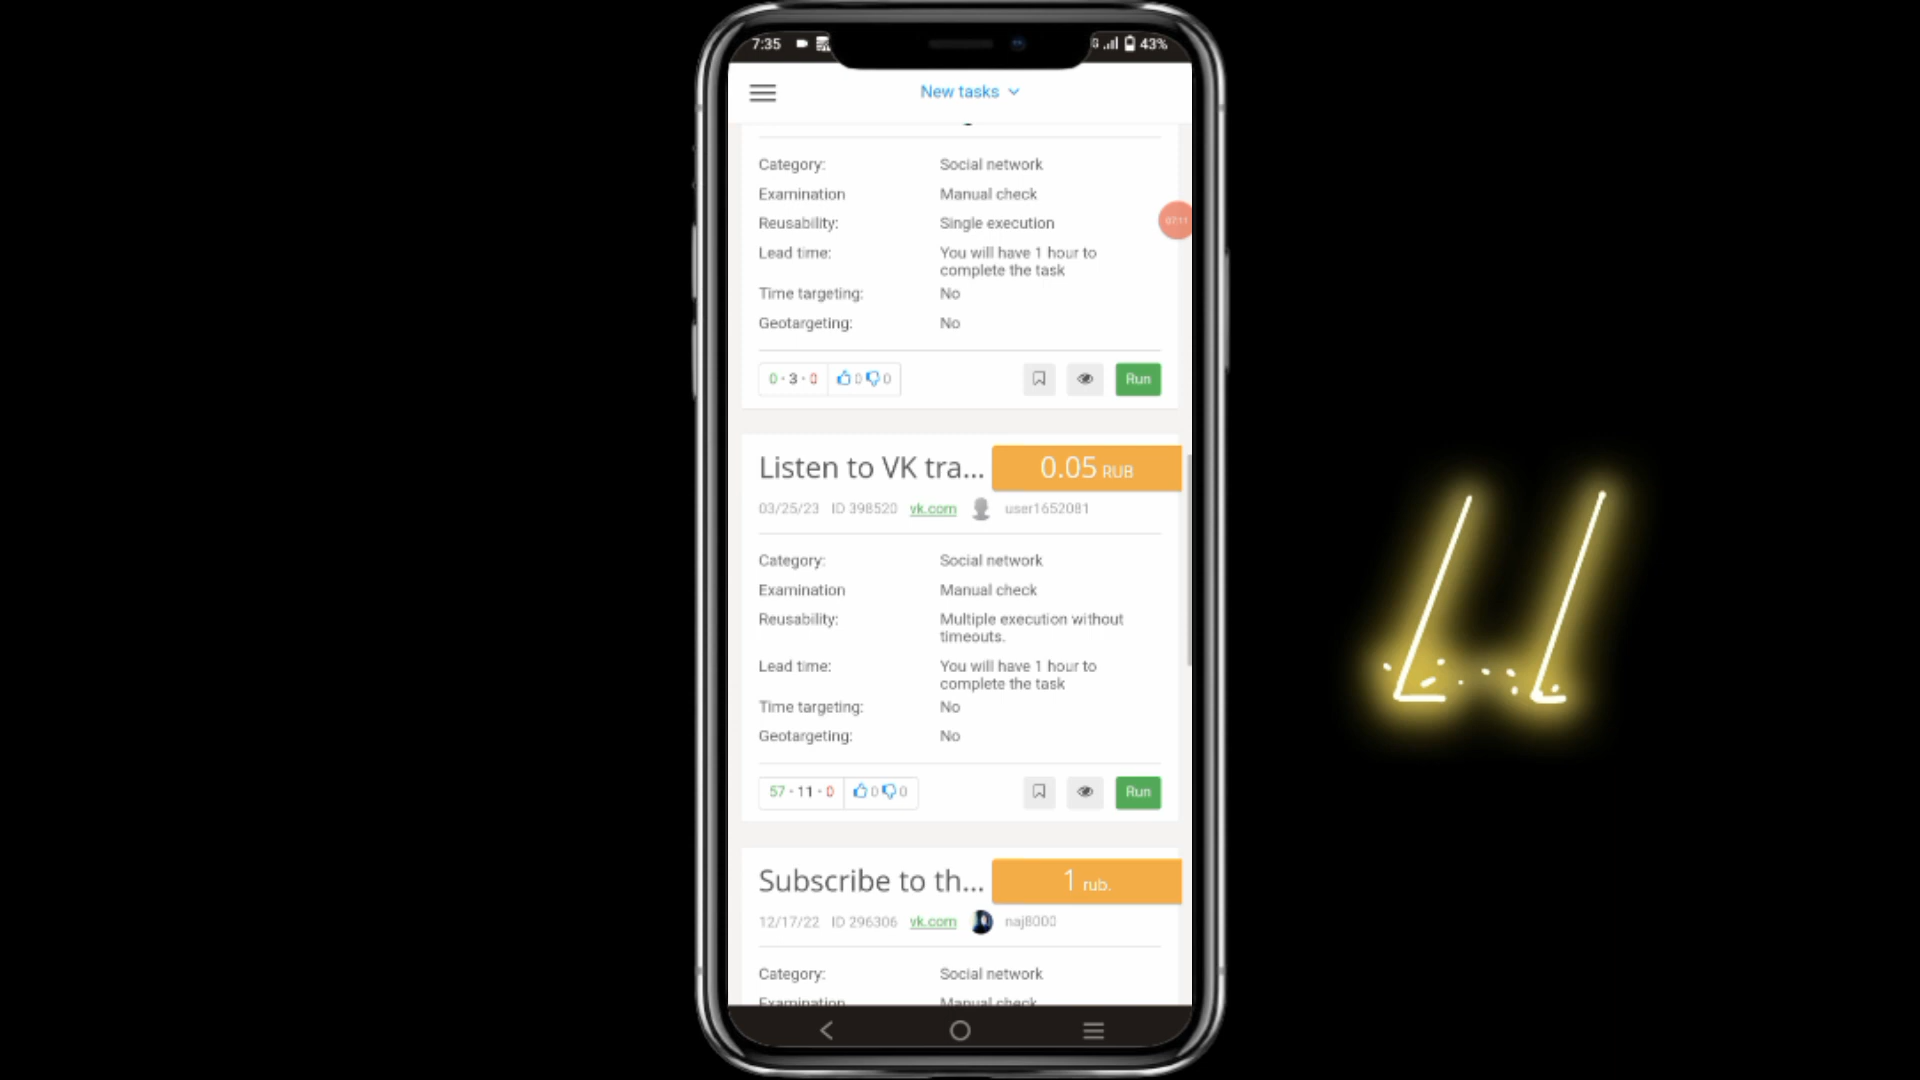 7:35
43%
New tasks
Category: Social network
Examination Manual check
07:11
Reusability: Single execution
Lead time: You will have 1 hour to
complete the task
Time targeting: No
Geotargeting: No
0 · 3 · 0 0 0 Run
Listen to VK tra... 0.05 RUB
03/25/23 ID 398520 vk.com user1652081
Category: Social network
Examination Manual check
Reusability: Multiple execution without
timeouts.
Lead time: You will have 1 hour to
complete the task
Time targeting: No
Geotargeting: No
57 · 11 · 0 0 0 Run
Subscribe to th... 1 rub.
12/17/22 ID 296306 vk.com naj8000
Category: Social network
Examination Manual check